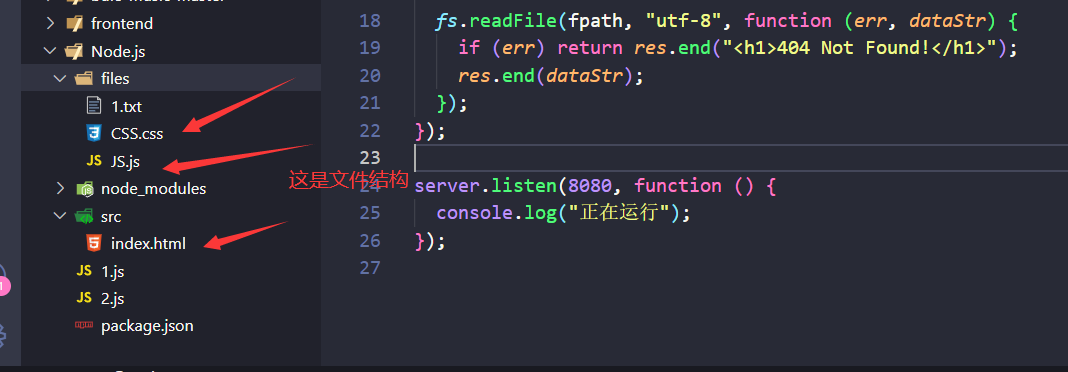 frontend
Node.js
files
1.txt
CSS.css
JS JS.js
node_modules
src
index.html
JS 1.js
JS 2.js
package.json
这是文件结构
18 fs.readFile(fpath, "utf-8", function (err, dataStr) {
19 if (err) return res.end("<h1>404 Not Found!</h1>");
20 res.end(dataStr);
21 });
22 });
23
24 server.listen(8080, function () {
25 console.log("正在运行");
26 });
27